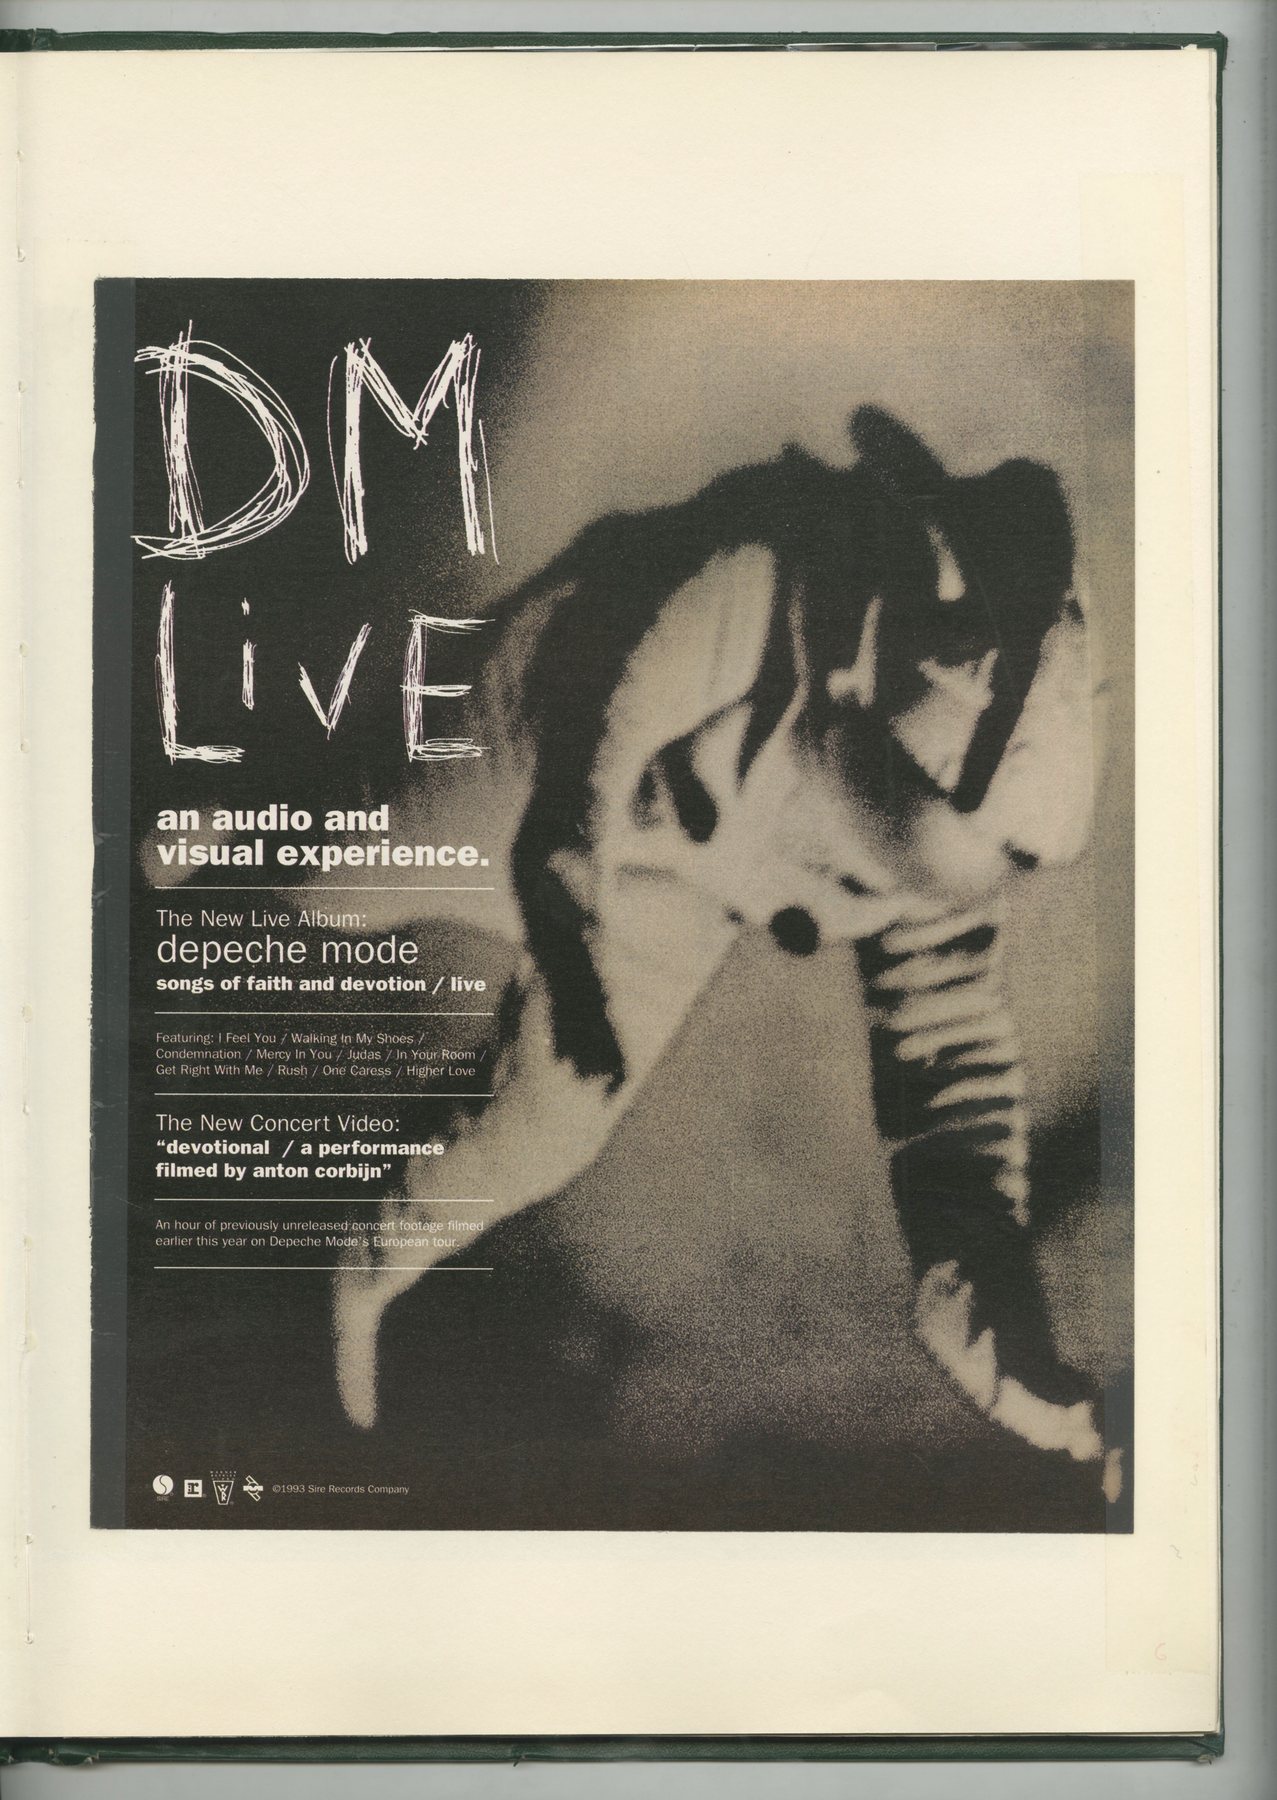 DM
LivE
an audio and
visual experience.
The New Live Album:
depeche mode
songs of faith and devotion / live
Featuring: I Feel You / Walking In My Shoes /
Condemnation / Mercy In You / Judas / In Your Room /
Get Right With Me / Rush / One Caress / Higher Love
The New Concert Video:
“devotional / a performance
filmed by anton corbijn”
An hour of previously unreleased concert footage filmed
earlier this year on Depeche Mode's European tour.
SIRE
©1993 Sire Records Company
6